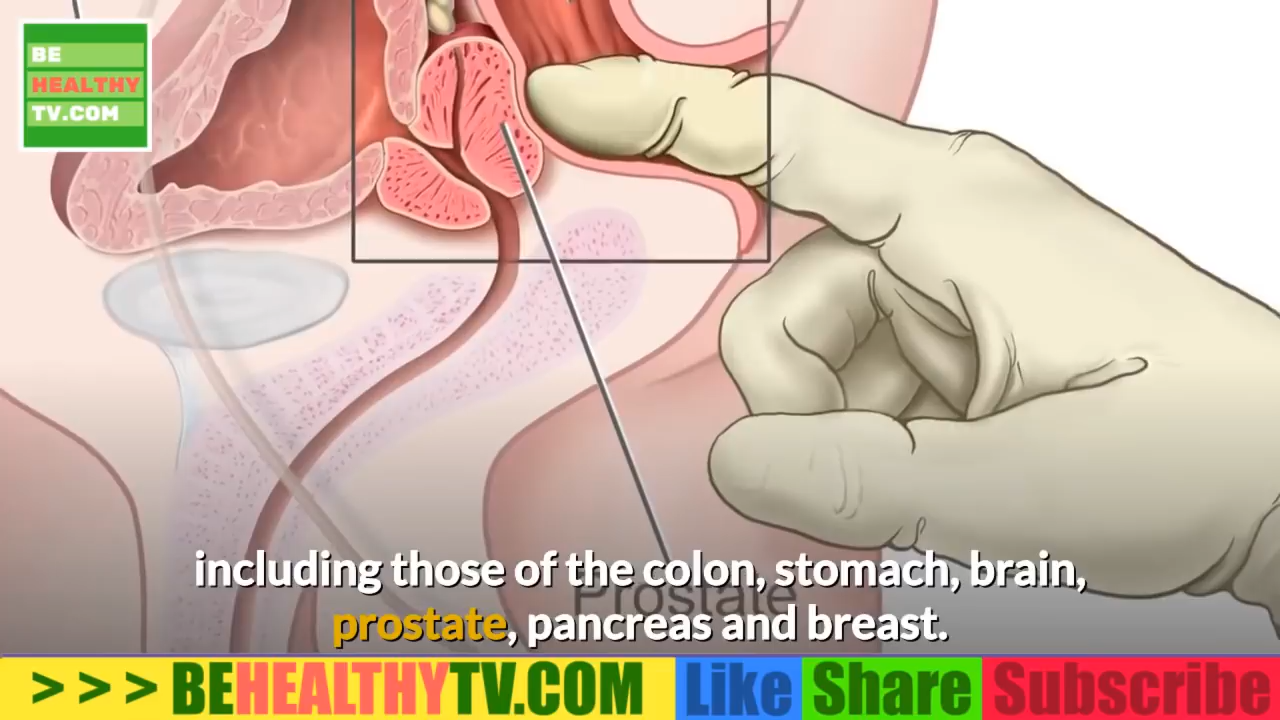 BE
HEALTHY
TV.COM
Prostate
including those of the colon, stomach, brain,
prostate, pancreas and breast.
> > > BEHEALTHYTV.COM Like Share Subscribe